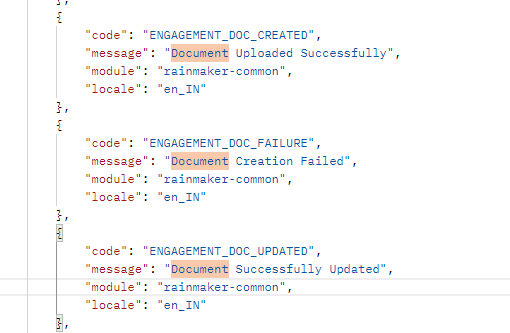 },
{
"code": "ENGAGEMENT_DOC_CREATED",
"message": "Document Uploaded Successfully",
"module": "rainmaker-common",
"locale": "en_IN"
},
{
"code": "ENGAGEMENT_DOC_FAILURE",
"message": "Document Creation Failed",
"module": "rainmaker-common",
"locale": "en_IN"
},
{
"code": "ENGAGEMENT_DOC_UPDATED",
"message": "Document Successfully Updated",
"module": "rainmaker-common",
"locale": "en_IN"
},